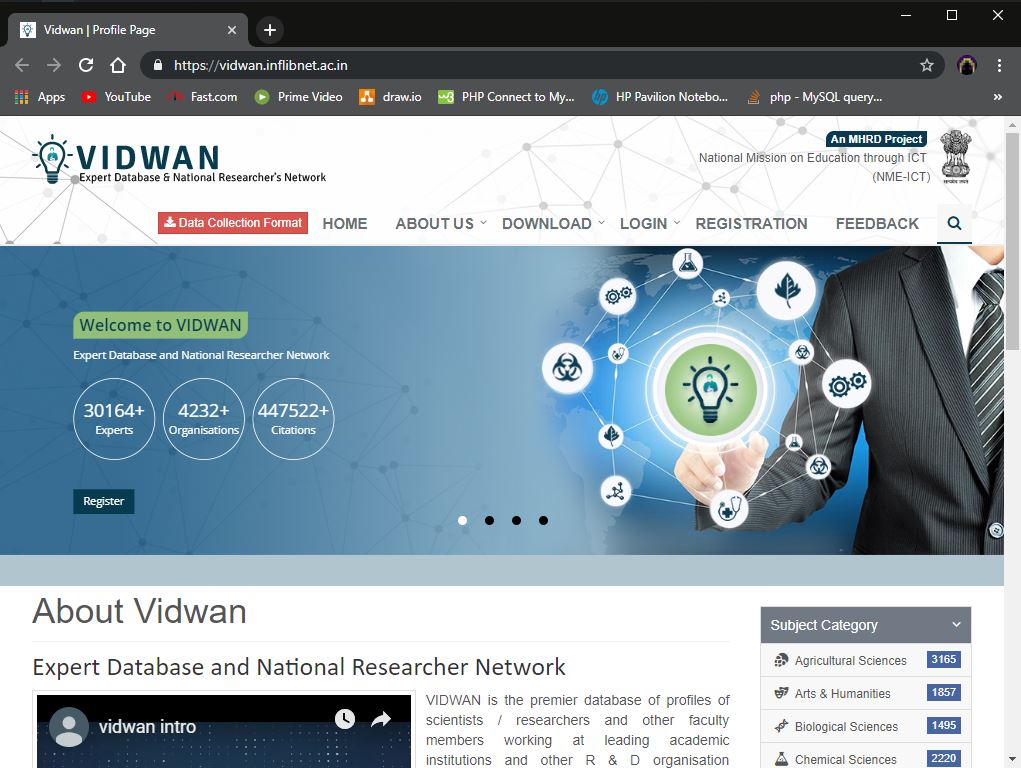 Vidwan | Profile Page
https://vidwan.inflibnet.ac.in
Apps YouTube Fast.com Prime Video draw.io PHP Connect to My... HP Pavilion Notebo... php - MySQL query... »
VIDWAN
Expert Database & National Researcher's Network
An MHRD Project
National Mission on Education through ICT
(NME-ICT)
Data Collection Format HOME ABOUT US DOWNLOAD LOGIN REGISTRATION FEEDBACK
Welcome to VIDWAN
Expert Database and National Researcher Network
30164+ 4232+ 447522+
Experts Organisations Citations
Register
About Vidwan
Expert Database and National Researcher Network
vidwan intro
VIDWAN is the premier database of profiles of
scientists / researchers and other faculty
members working at leading academic
institutions and other R & D organisation
Subject Category
Agricultural Sciences 3165
Arts & Humanities 1857
Biological Sciences 1495
Chemical Sciences 2220